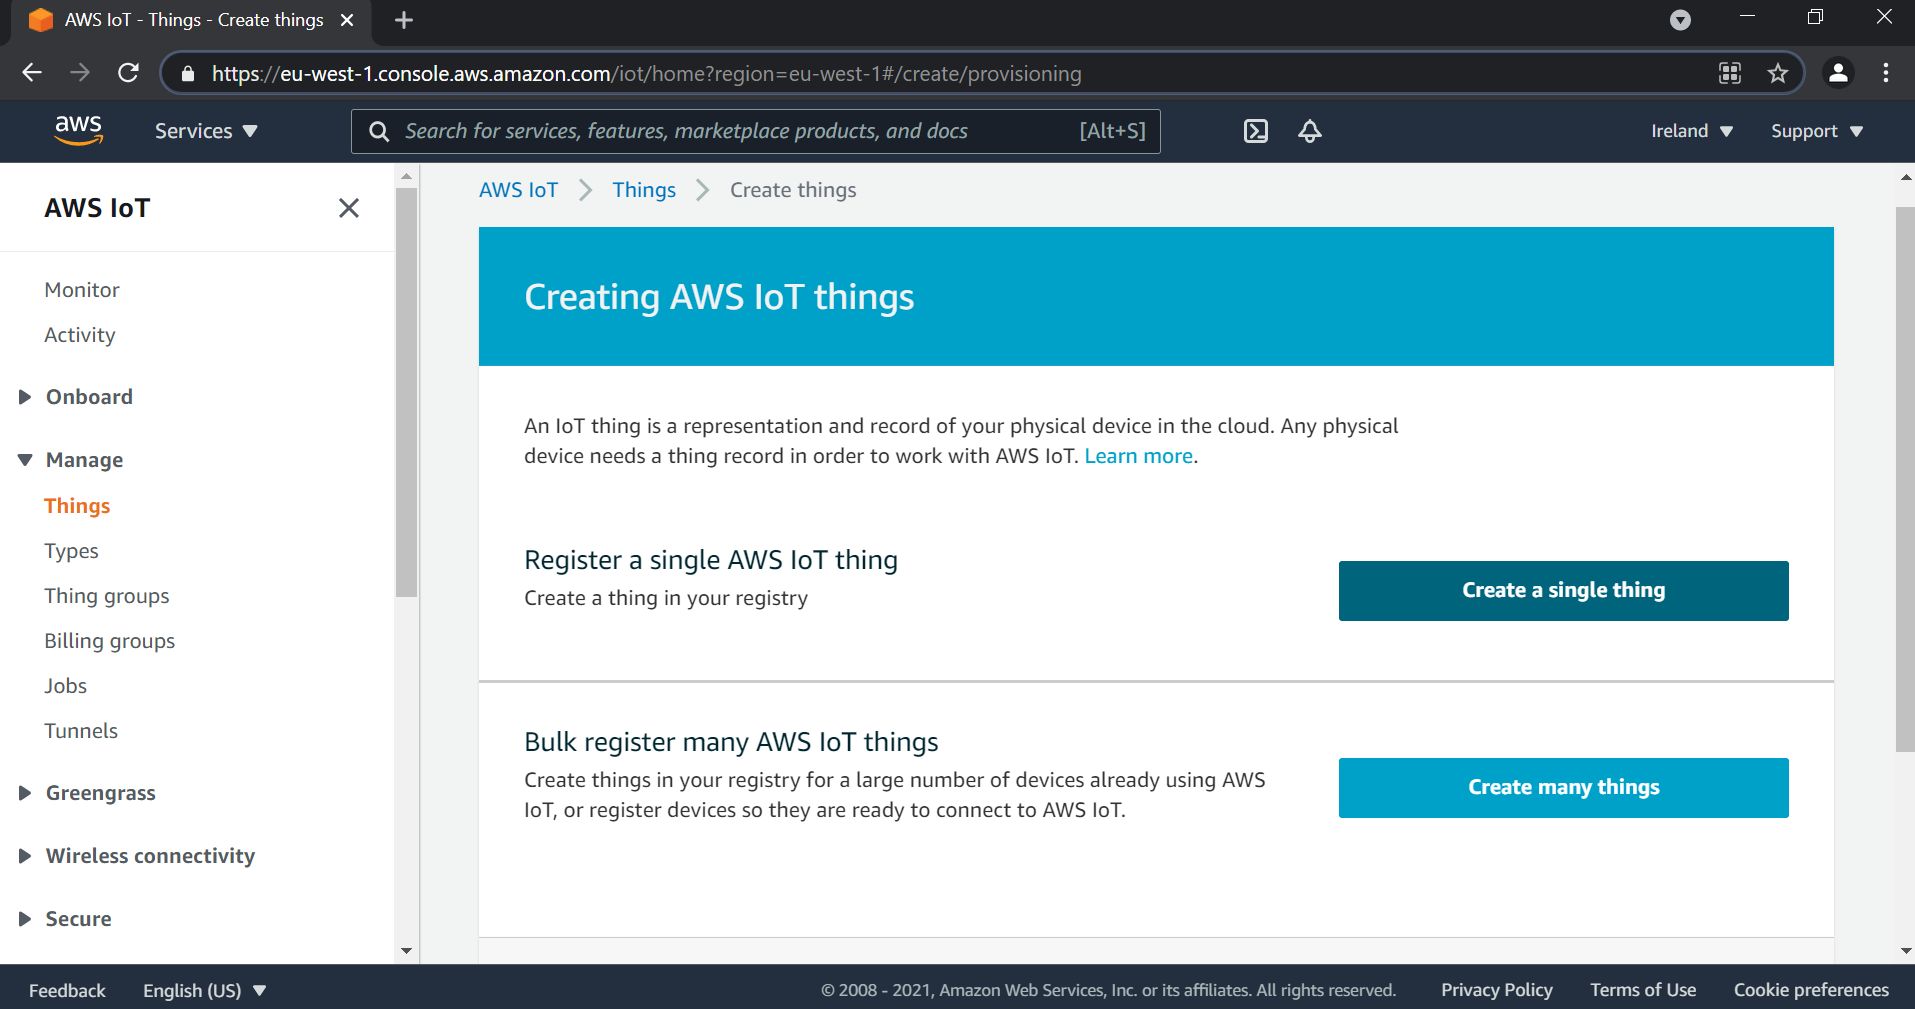 AWS IoT - Things - Create things
https://eu-west-1.console.aws.amazon.com/iot/home?region=eu-west-1#/create/provisioning
aws
Services
Search for services, features, marketplace products, and docs
[Alt+S]
Ireland
Support
AWS IoT
Monitor
Activity
Onboard
Manage
Things
Types
Thing groups
Billing groups
Jobs
Tunnels
Greengrass
Wireless connectivity
Secure
AWS IoT
Things
Create things
Creating AWS IoT things
An IoT thing is a representation and record of your physical device in the cloud. Any physical
device needs a thing record in order to work with AWS IoT. Learn more.
Register a single AWS IoT thing
Create a thing in your registry
Create a single thing
Bulk register many AWS IoT things
Create things in your registry for a large number of devices already using AWS
IoT, or register devices so they are ready to connect to AWS IoT.
Create many things
Feedback
English (US)
© 2008 - 2021, Amazon Web Services, Inc. or its affiliates. All rights reserved.
Privacy Policy
Terms of Use
Cookie preferences